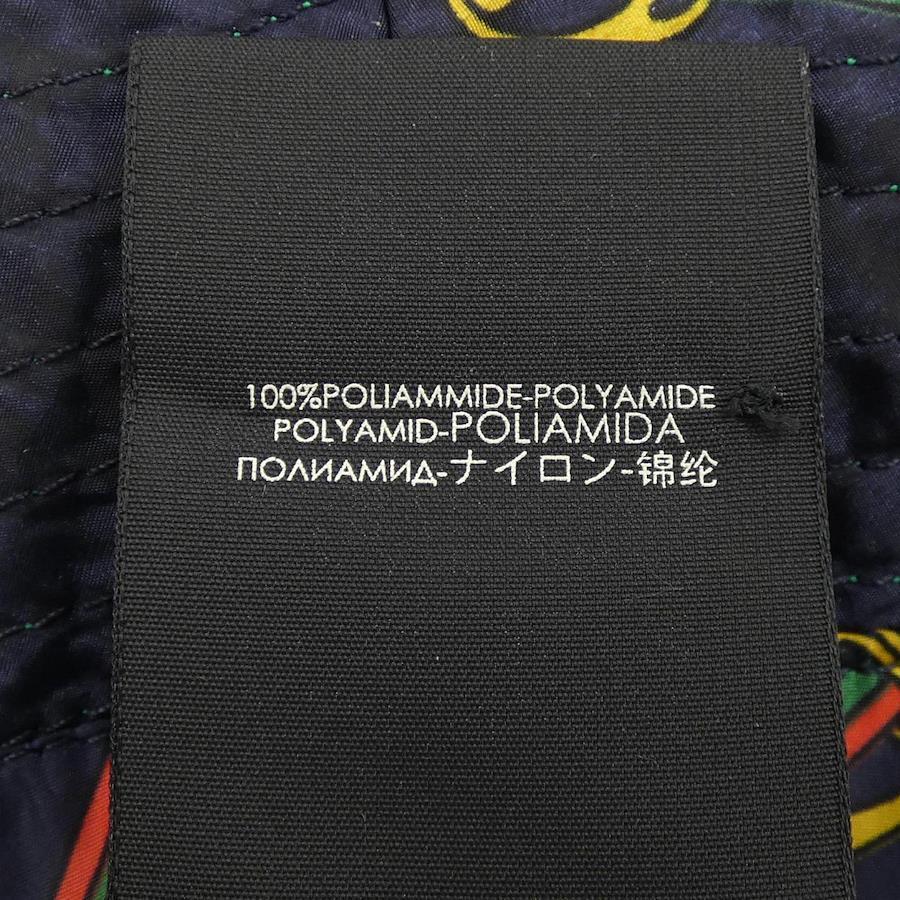 100%POLIAMMIDE-POLYAMIDE
POLYAMID-POLIAMIDA
ПОЛИАМИД-ナイロン-锦纶